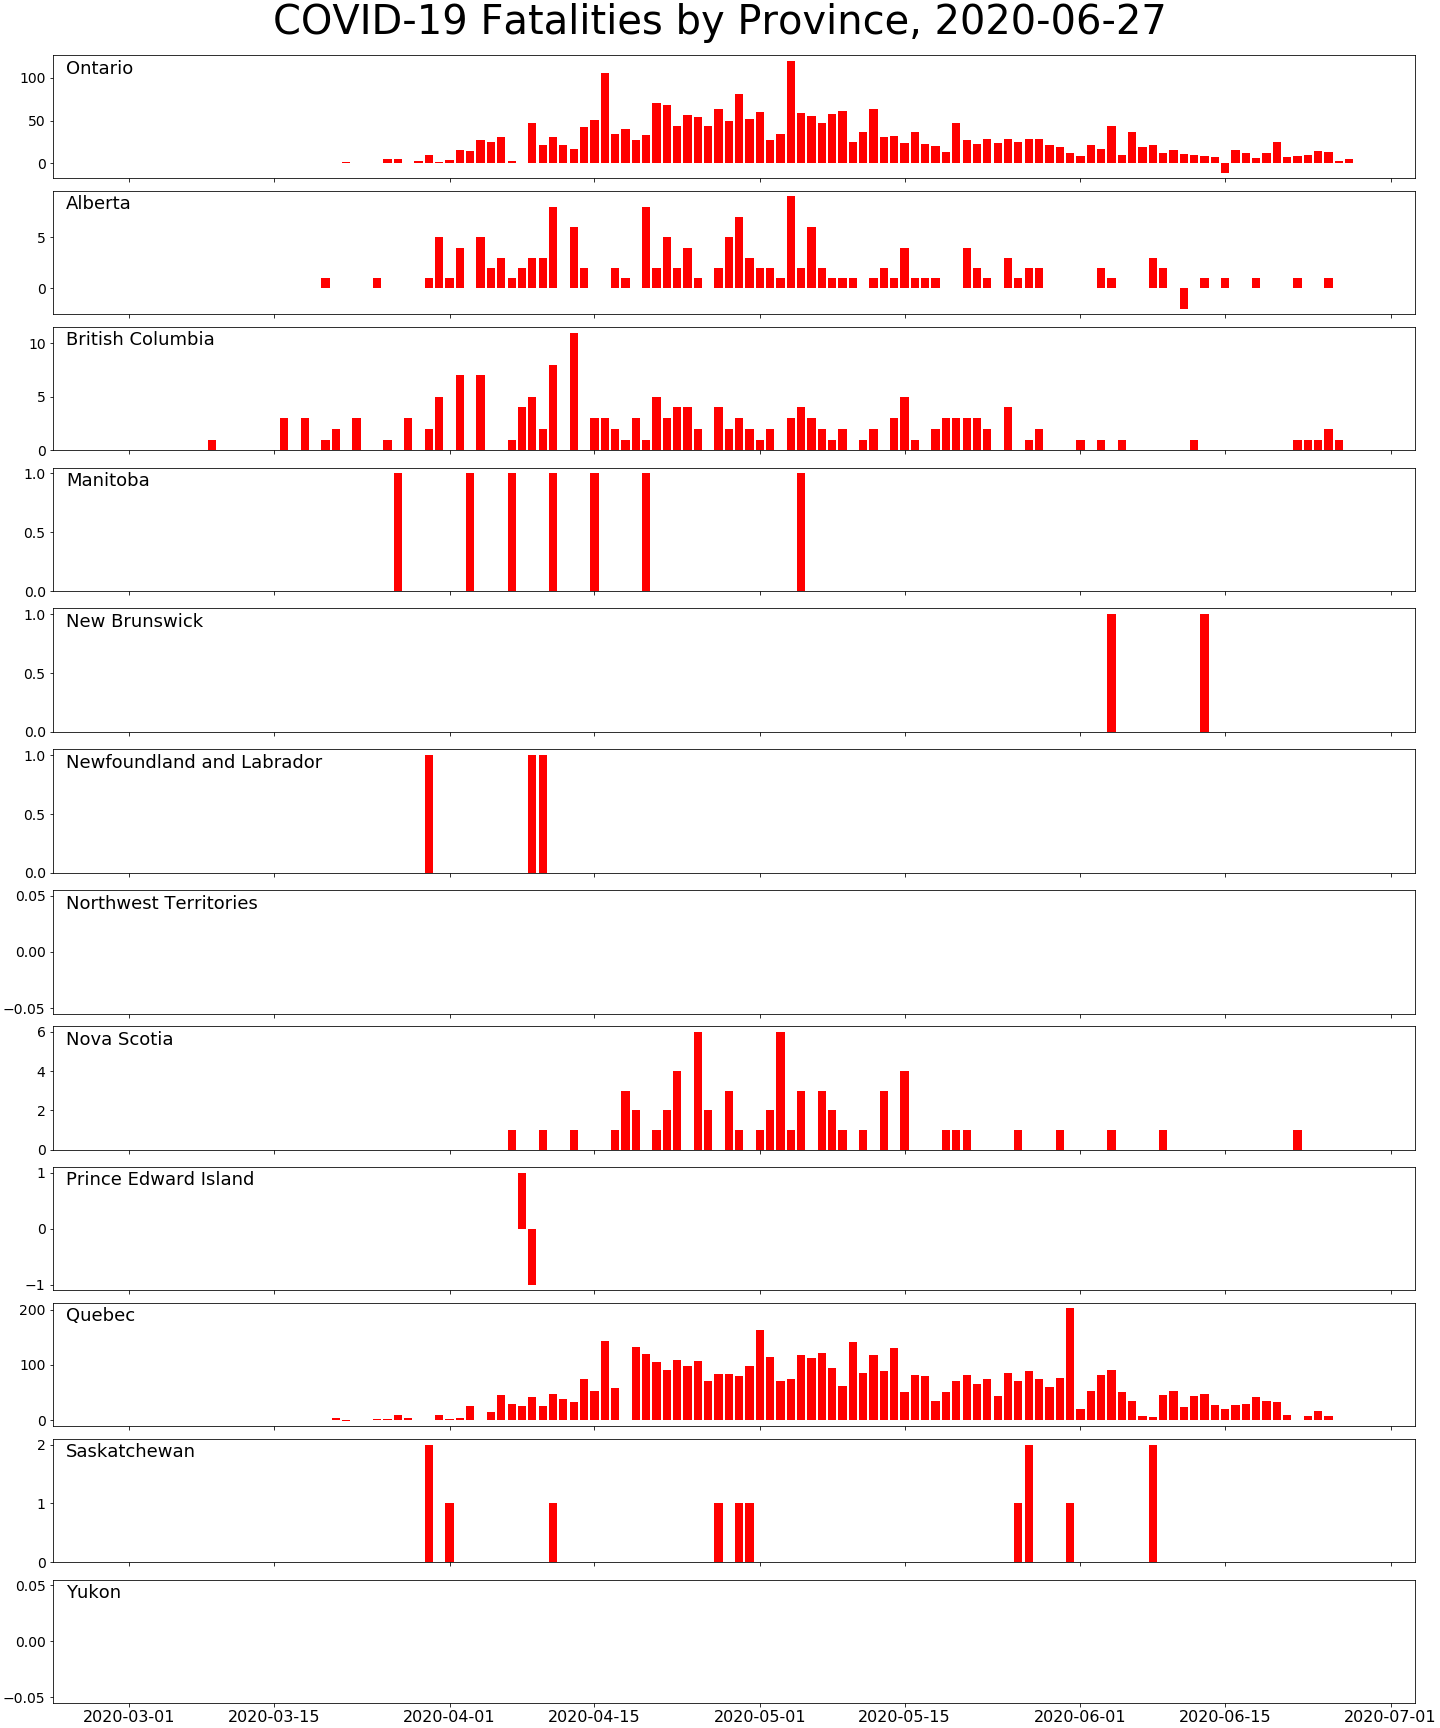 COVID-19 Fatalities by Province, 2020-06-27
Ontario
100
50
0
Alberta
5
0
British Columbia
10
5
0
Manitoba
1.0
0.5
0.0
New Brunswick
1.0
0.5
0.0
Newfoundland and Labrador
1.0
0.5
0.0
Northwest Territories
0.05
0.00
−0.05
Nova Scotia
6
4
2
0
Prince Edward Island
1
0
−1
Quebec
200
100
0
Saskatchewan
2
1
0
Yukon
0.05
0.00
−0.05
2020-03-01 2020-03-15 2020-04-01 2020-04-15 2020-05-01 2020-05-15 2020-06-01 2020-06-15 2020-07-01